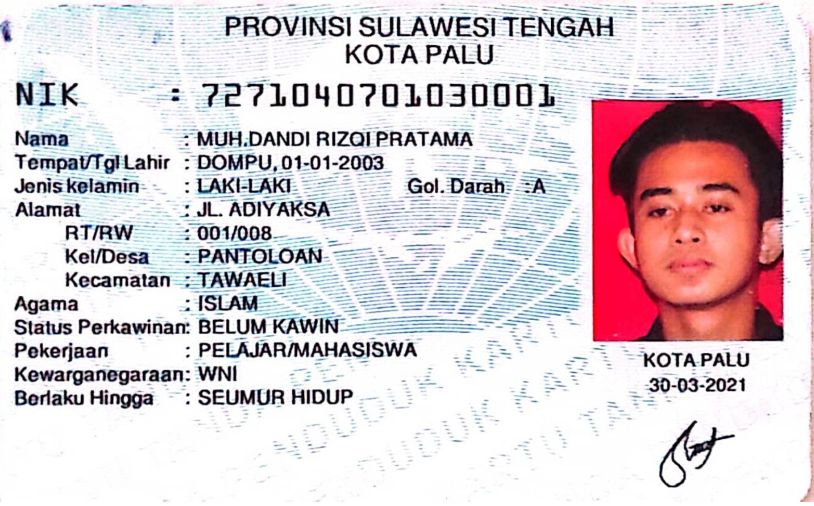 PROVINSI SULAWESI TENGAH
KOTA PALU
NIK : 7271040701030001
Nama : MUH.DANDI RIZQI PRATAMA
Tempat/Tgl Lahir : DOMPU, 01-01-2003
Jenis kelamin : LAKI-LAKI Gol. Darah :A
Alamat : JL. ADIYAKSA
RT/RW : 001/008
Kel/Desa : PANTOLOAN
Kecamatan : TAWAELI
Agama : ISLAM
Status Perkawinan: BELUM KAWIN
Pekerjaan : PELAJAR/MAHASISWA
Kewarganegaraan: WNI
Berlaku Hingga : SEUMUR HIDUP
KOTA PALU
30-03-2021